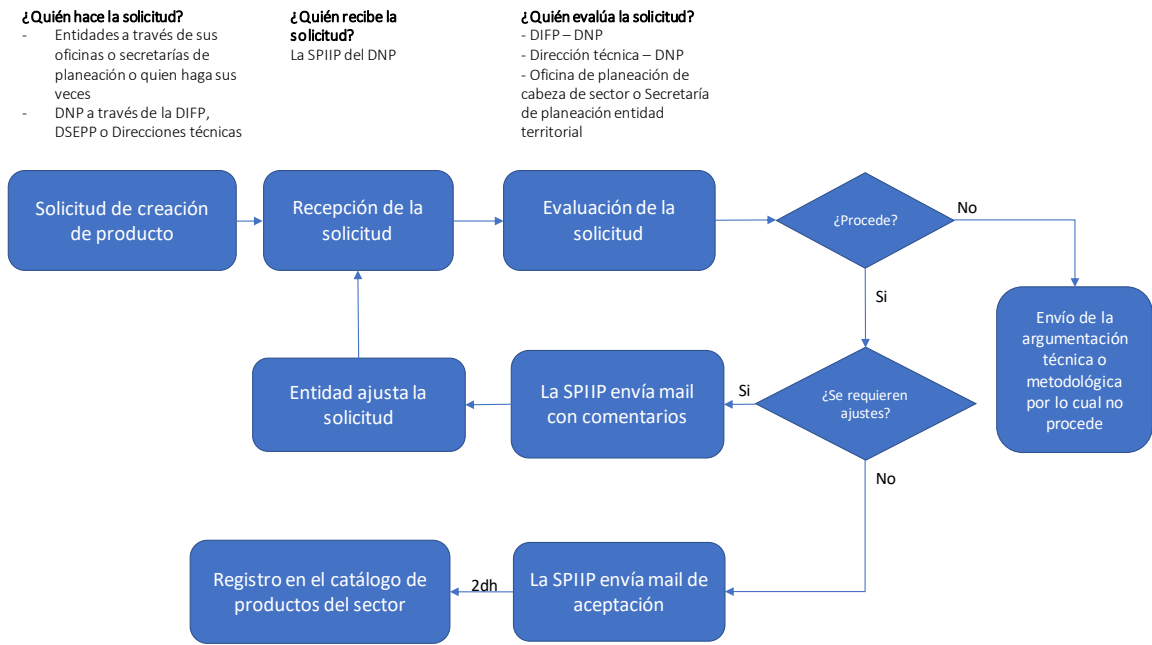 ¿Quién hace la solicitud?
- Entidades a través de sus
oficinas o secretarías de
planeación o quien haga sus
veces
- DNP a través de la DIFP,
DSEPP o Direcciones técnicas
¿Quién recibe la
solicitud?
La SPIIP del DNP
¿Quién evalúa la solicitud?
- DIFP – DNP
- Dirección técnica – DNP
- Oficina de planeación de
cabeza de sector o Secretaría
de planeación entidad
territorial
Solicitud de creación
de producto
Recepción de la
solicitud
Evaluación de la
solicitud
¿Procede?
No
Si
Envío de la
argumentación
técnica o
metodológica
por lo cual no
procede
Entidad ajusta la
solicitud
La SPIIP envía mail
con comentarios
Si
¿Se requieren
ajustes?
No
Registro en el catálogo de
productos del sector
2dh
La SPIIP envía mail de
aceptación